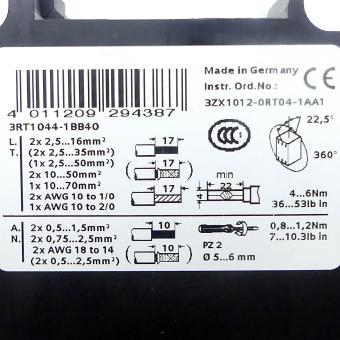 Made in Germany
Instr. Ord.No.:
CE
4 011209 294387
3ZX1012-0RT04-1AA1
3RT1044-1BB40
L. 2x 2,5...16mm² 17
T. (2x 2,5...35mm²)
(1x 2,5...50mm²) 17
CCC
22,5°
360°
2x 10...50mm²
1x 10...70mm²
min
2x AWG 10 to 1/0 17 4 22 4...6Nm
1x AWG 10 to 2/0 36...53lb in
A. 2x 0,5...1,5mm² 10 0,8...1,2Nm
N. 2x 0,75...2,5mm² 7...10.3lb in
2x AWG 18 to 14 10 PZ 2
(2x 0,5...2,5mm²) Ø 5...6 mm